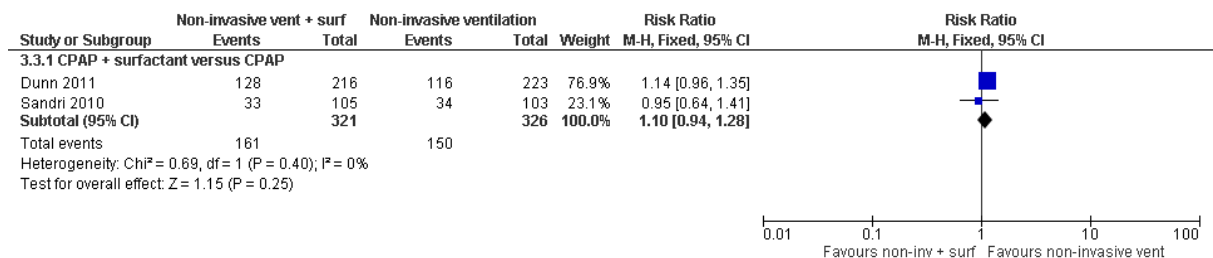 Non-invasive vent + surf Non-invasive ventilation Risk Ratio Risk Ratio
Study or Subgroup Events Total Events Total Weight M-H, Fixed, 95% CI M-H, Fixed, 95% CI
3.3.1 CPAP + surfactant versus CPAP
Dunn 2011 128 216 116 223 76.9% 1.14 [0.96, 1.35]
Sandri 2010 33 105 34 103 23.1% 0.95 [0.64, 1.41]
Subtotal (95% CI) 321 326 100.0% 1.10 [0.94, 1.28]
Total events 161 150
Heterogeneity: Chi² = 0.69, df = 1 (P = 0.40); I² = 0%
Test for overall effect: Z = 1.15 (P = 0.25)
0.01 0.1 1 10 100
Favours non-inv + surf Favours non-invasive vent